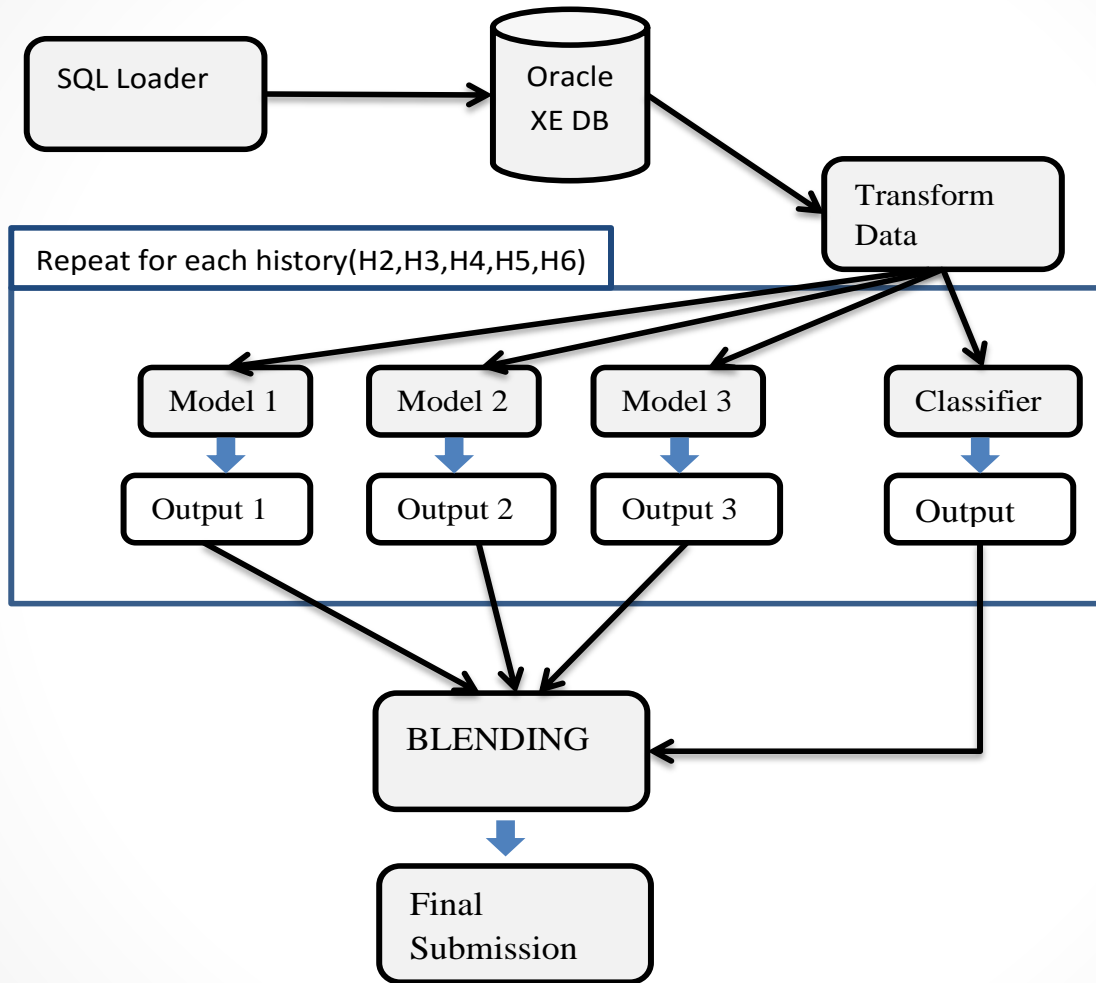 SQL Loader
Oracle
XE DB
Transform
Data
Repeat for each history(H2,H3,H4,H5,H6)
Model 1
Model 2
Model 3
Classifier
Output 1
Output 2
Output 3
Output
BLENDING
Final
Submission